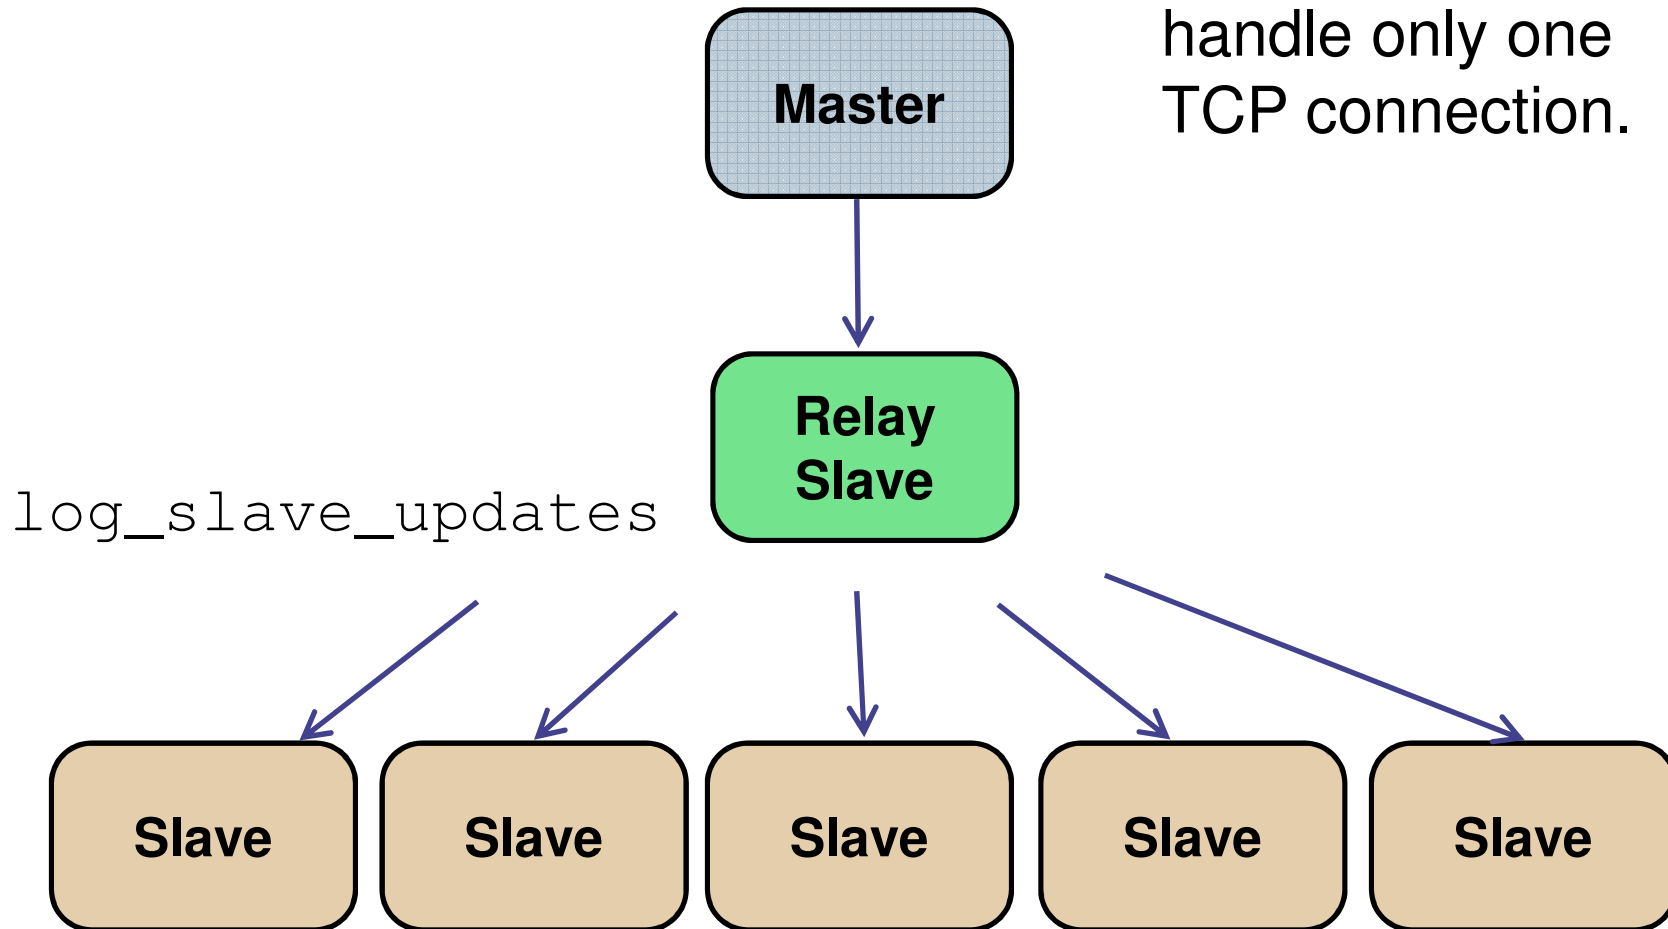 handle only one
TCP connection.
Master
Relay
Slave
log_slave_updates
Slave
Slave
Slave
Slave
Slave